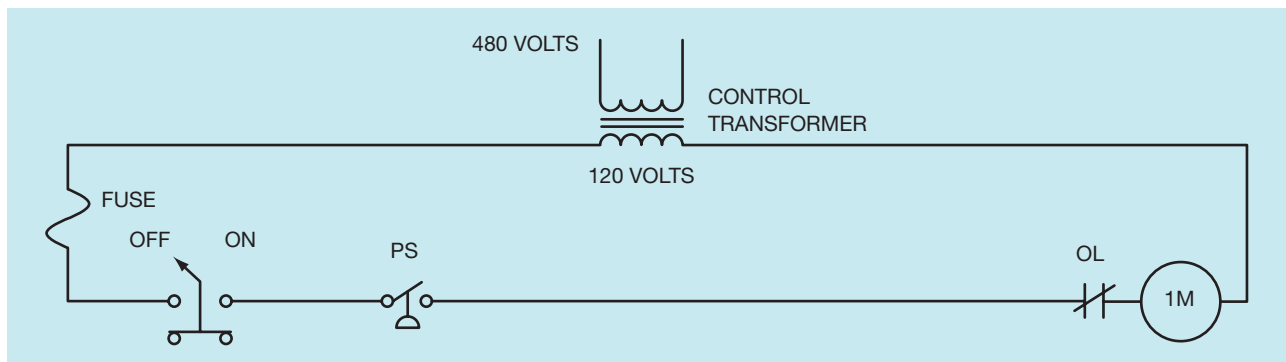 480 VOLTS
CONTROL
TRANSFORMER
120 VOLTS
FUSE
OFF ON
PS
OL
1M